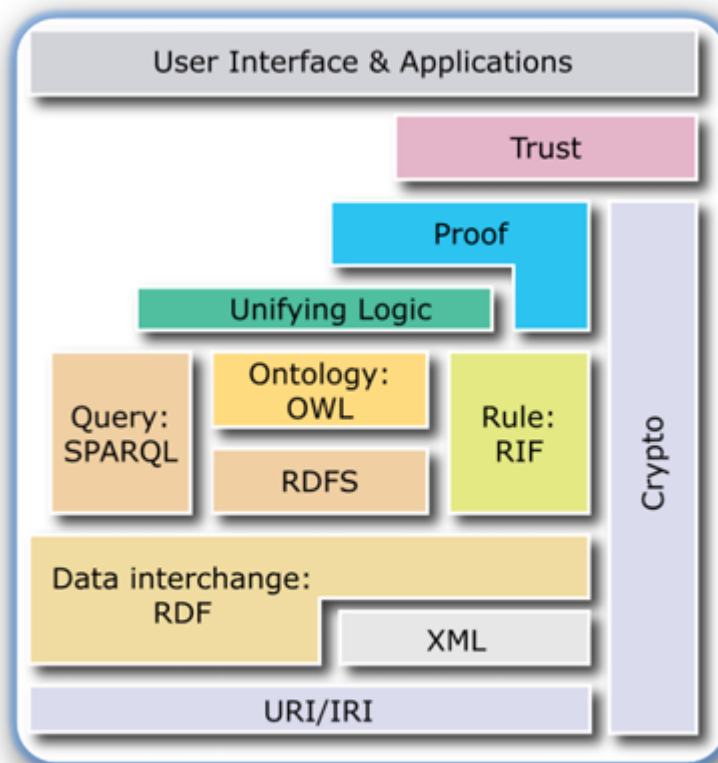 User Interface & Applications
Trust
Proof
Unifying Logic
Query:
SPARQL
Ontology:
OWL
RDFS
Rule:
RIF
Crypto
Data interchange:
RDF
XML
URI/IRI